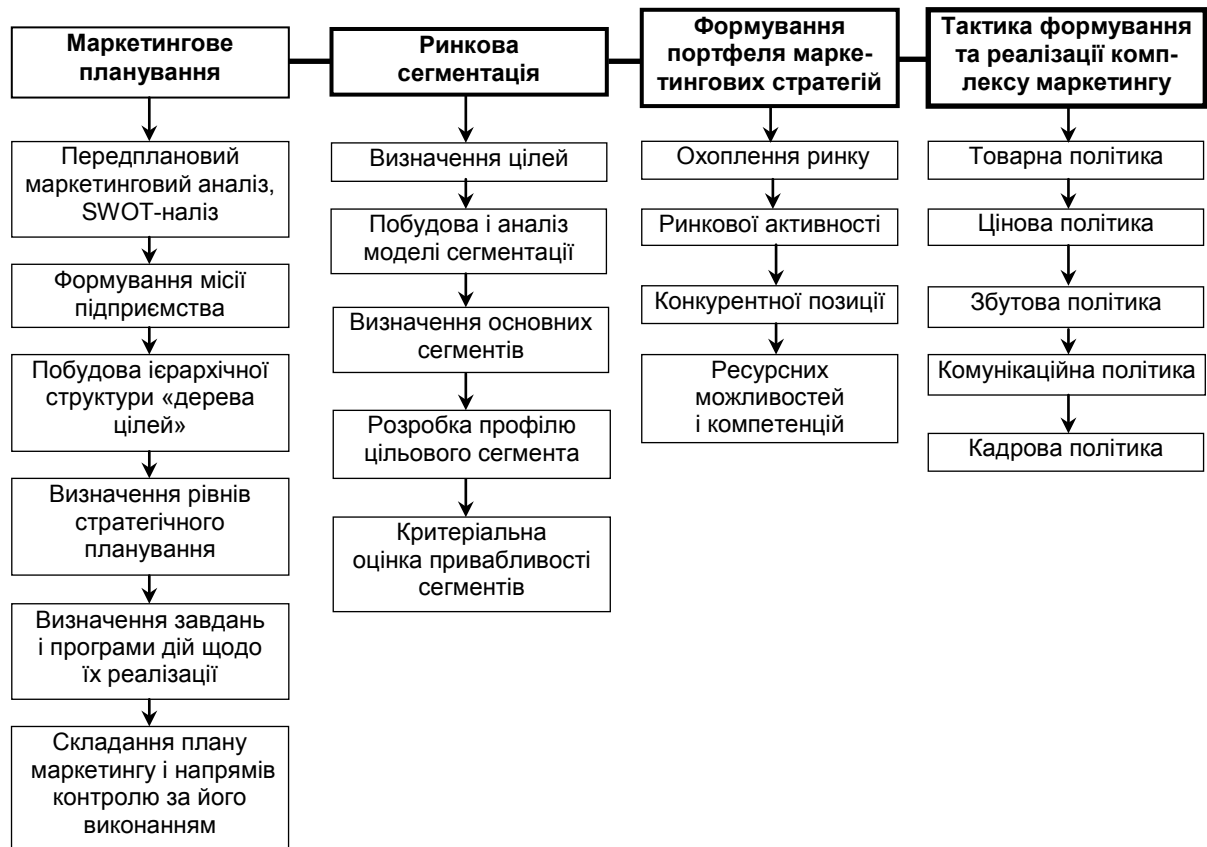 Маркетингове
планування
Передплановий
маркетинговий аналіз,
SWOT-наліз
Формування місії
підприємства
Побудова ієрархічної
структури «дерева
цілей»
Визначення рівнів
стратегічного
планування
Визначення завдань
і програми дій щодо
їх реалізації
Складання плану
маркетингу і напрямів
контролю за його
виконанням
Ринкова
сегментація
Визначення цілей
Побудова і аналіз
моделі сегментації
Визначення основних
сегментів
Розробка профілю
цільового сегмента
Критеріальна
оцінка привабливості
сегментів
Формування
портфеля марке-
тингових стратегій
Охоплення ринку
Ринкової активності
Конкурентної позиції
Ресурсних
можливостей
і компетенцій
Тактика формування
та реалізації комп-
лексу маркетингу
Товарна політика
Цінова політика
Збутова політика
Комунікаційна політика
Кадрова політика